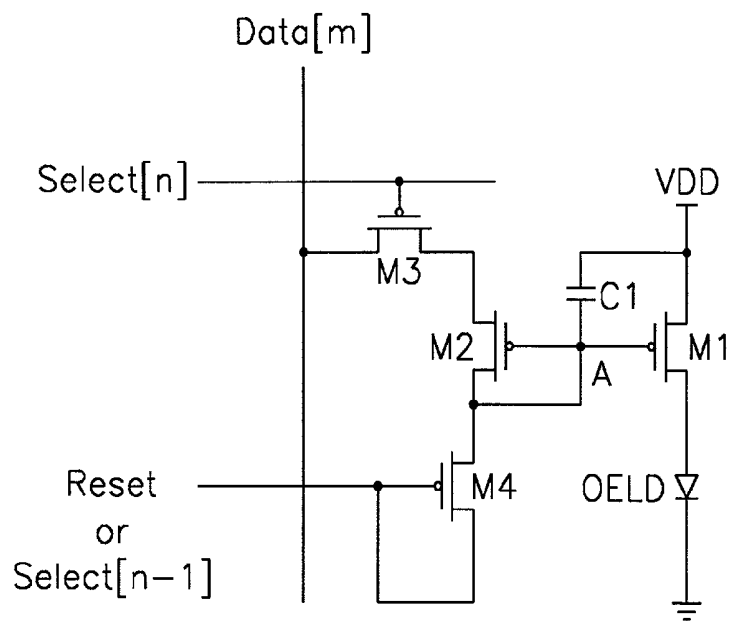 Data[m]
Select[n]
VDD
M3
C1
M2
M1
A
Reset
or
Select[n-1]
M4
OELD